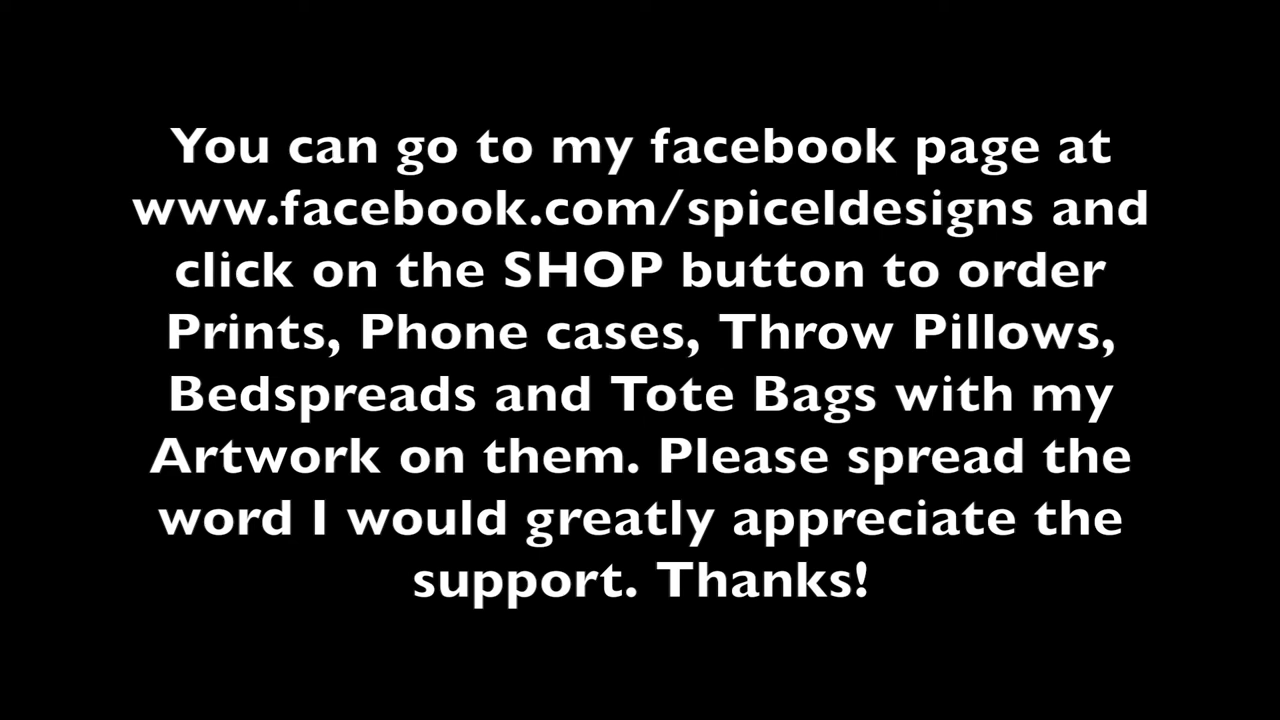 You can go to my facebook page at
www.facebook.com/spiceldesigns and
click on the SHOP button to order
Prints, Phone cases, Throw Pillows,
Bedspreads and Tote Bags with my
Artwork on them. Please spread the
word I would greatly appreciate the
support. Thanks!